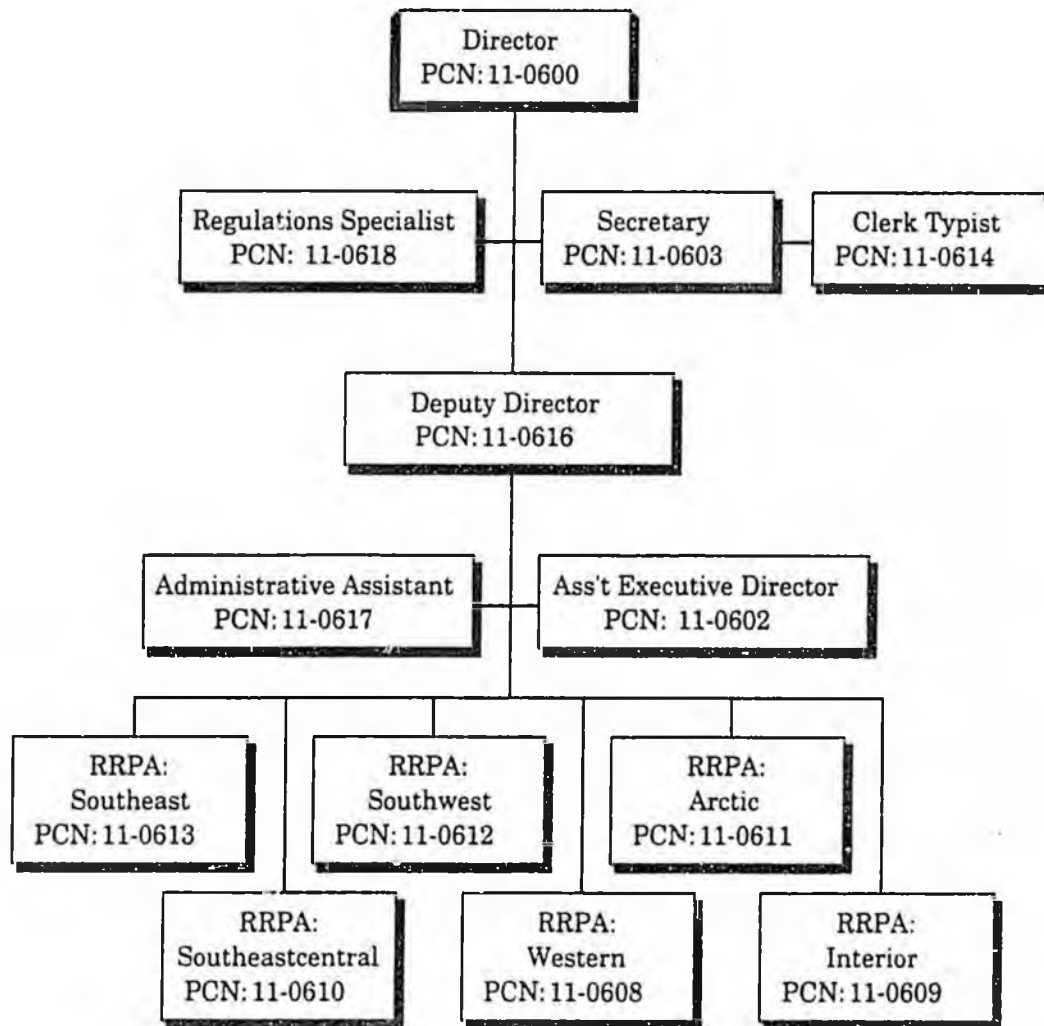 Director
PCN: 11-0600
Regulations Specialist
PCN: 11-0618
Secretary
PCN: 11-0603
Clerk Typist
PCN: 11-0614
Deputy Director
PCN: 11-0616
Administrative Assistant
PCN: 11-0617
Ass't Executive Director
PCN: 11-0602
RRPA:
Southeast
PCN: 11-0613
RRPA:
Southwest
PCN: 11-0612
RRPA:
Arctic
PCN: 11-0611
RRPA:
Southeastcentral
PCN: 11-0610
RRPA:
Western
PCN: 11-0608
RRPA:
Interior
PCN: 11-0609